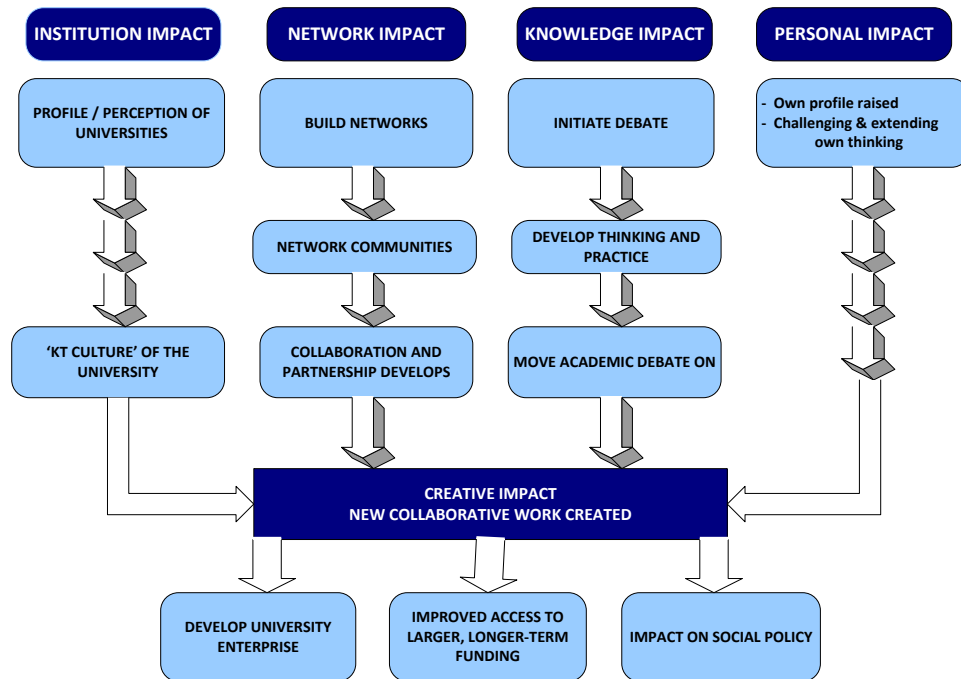 INSTITUTION IMPACT
NETWORK IMPACT
KNOWLEDGE IMPACT
PERSONAL IMPACT
PROFILE / PERCEPTION OF
UNIVERSITIES
BUILD NETWORKS
INITIATE DEBATE
- Own profile raised
- Challenging & extending
own thinking
NETWORK COMMUNITIES
DEVELOP THINKING AND
PRACTICE
‘KT CULTURE’ OF THE
UNIVERSITY
COLLABORATION AND
PARTNERSHIP DEVELOPS
MOVE ACADEMIC DEBATE ON
CREATIVE IMPACT
NEW COLLABORATIVE WORK CREATED
DEVELOP UNIVERSITY
ENTERPRISE
IMPROVED ACCESS TO
LARGER, LONGER-TERM
FUNDING
IMPACT ON SOCIAL POLICY